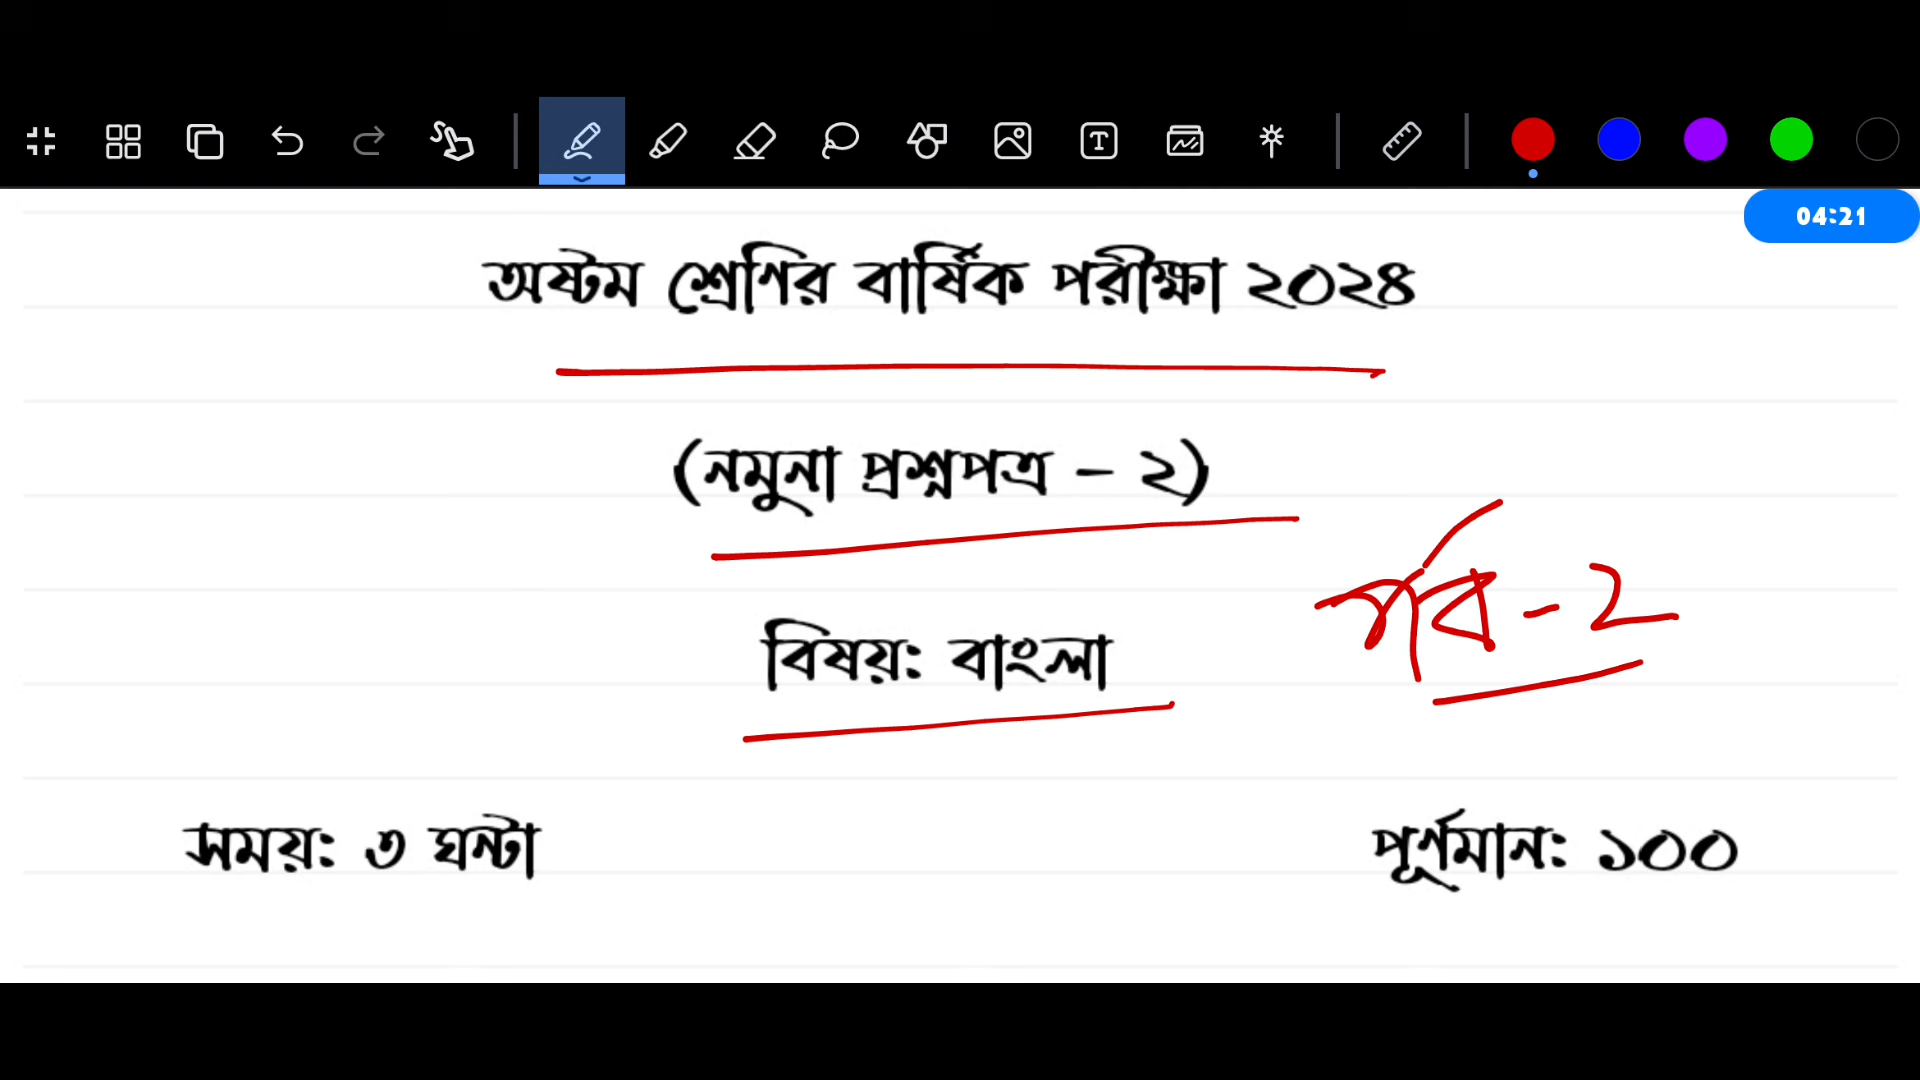 04:21
অষ্টম শ্রেণির বার্ষিক পরীক্ষা ২০২৪
(নমুনা প্রশ্নপত্র – ২)
পর্ব - 2
বিষয়: বাংলা
সময়: ৩ ঘন্টা
পূর্ণমান: ১০০